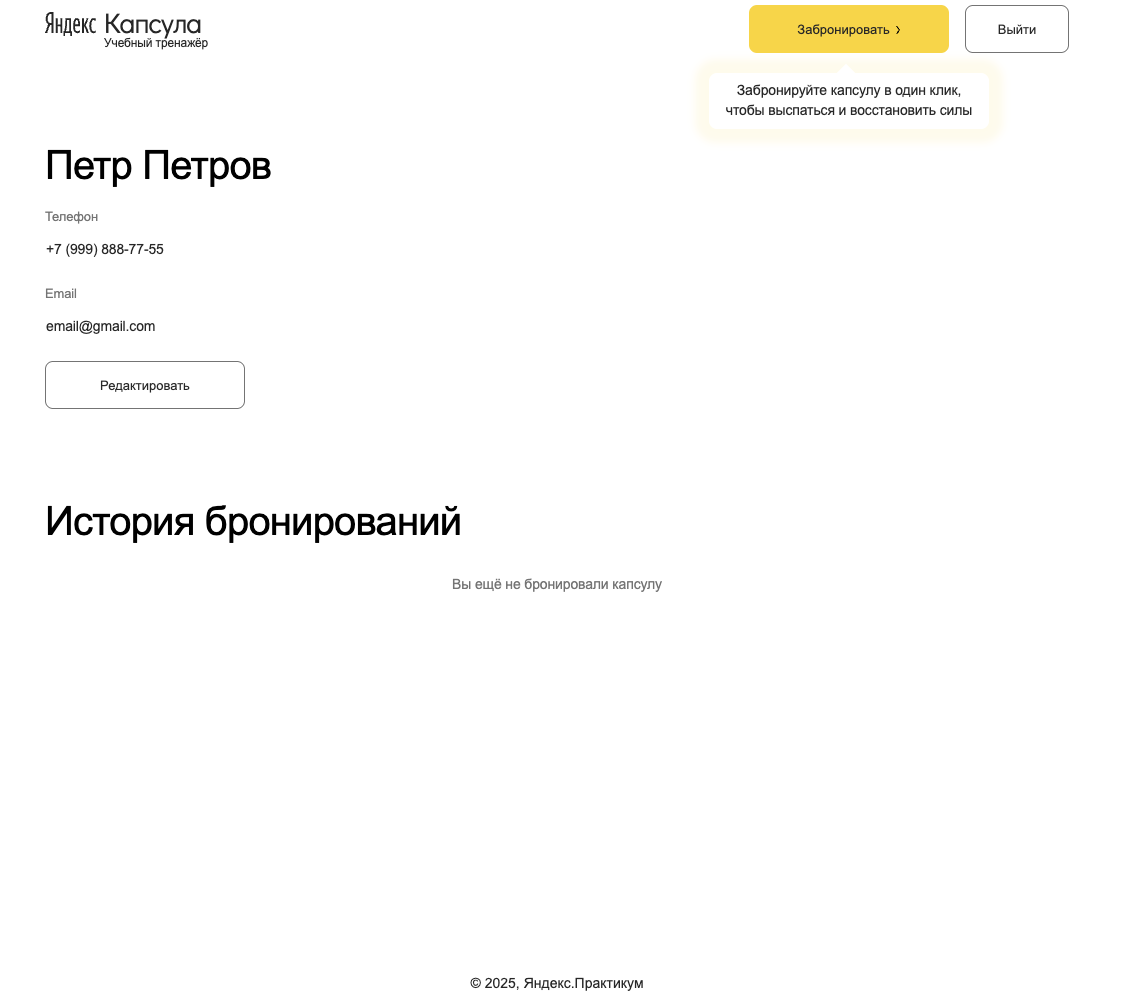 Яндекс Капсула
Учебный тренажёр
Забронировать ›
Выйти
Забронируйте капсулу в один клик,
чтобы выспаться и восстановить силы
Петр Петров
Телефон
+7 (999) 888-77-55
Email
email@gmail.com
Редактировать
История бронирований
Вы ещё не бронировали капсулу
© 2025, Яндекс.Практикум